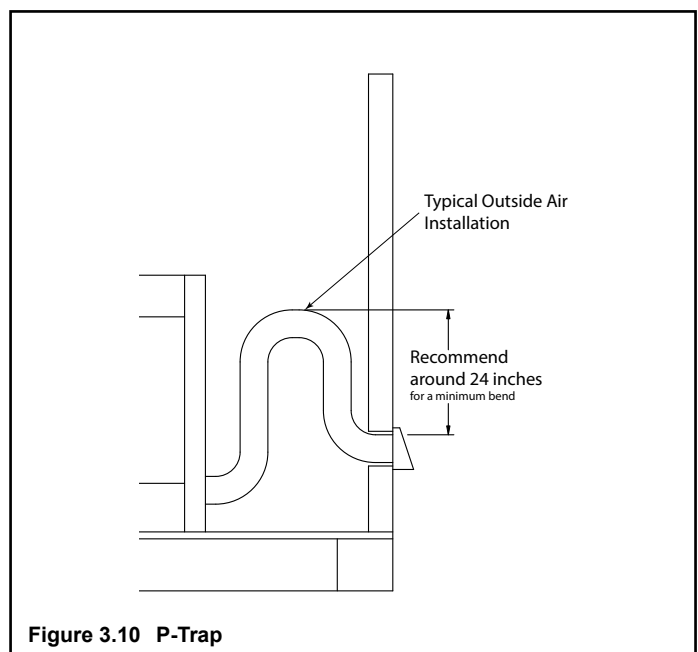 Typical Outside Air
Installation
Recommend
around 24 inches
for a minimum bend
Figure 3.10 P-Trap